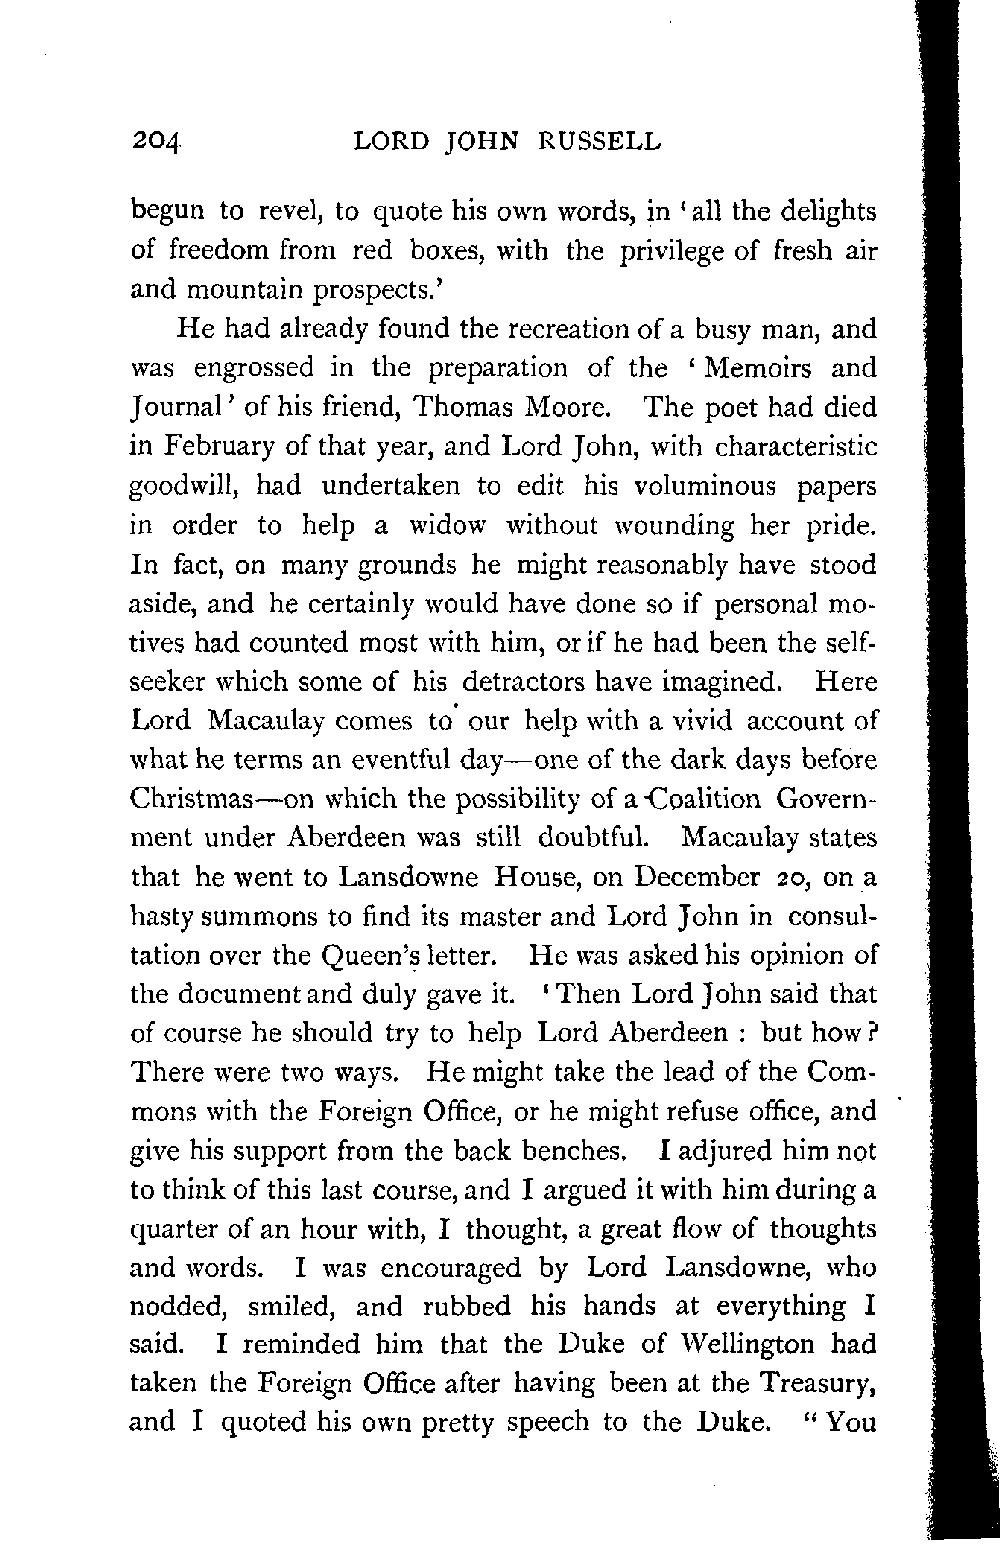 204 LORD JOHN RUSSELL
begun to revel, to quote his own words, in ‘all the delights
of freedom from red boxes, with the privilege of fresh air
and mountain prospects.’
He had already found the recreation of a busy man, and
was engrossed in the preparation of the ‘Memoirs and
Journal’ of his friend, Thomas Moore. The poet had died
in February of that year, and Lord John, with characteristic
goodwill, had undertaken to edit his voluminous papers
in order to help a widow without wounding her pride.
In fact, on many grounds he might reasonably have stood
aside, and he certainly would have done so if personal mo-
tives had counted most with him, or if he had been the self-
seeker which some of his detractors have imagined. Here
Lord Macaulay comes to our help with a vivid account of
what he terms an eventful day—one of the dark days before
Christmas—on which the possibility of a Coalition Govern-
ment under Aberdeen was still doubtful. Macaulay states
that he went to Lansdowne House, on December 20, on a
hasty summons to find its master and Lord John in consul-
tation over the Queen’s letter. He was asked his opinion of
the document and duly gave it. ‘Then Lord John said that
of course he should try to help Lord Aberdeen : but how?
There were two ways. He might take the lead of the Com-
mons with the Foreign Office, or he might refuse office, and
give his support from the back benches. I adjured him not
to think of this last course, and I argued it with him during a
quarter of an hour with, I thought, a great flow of thoughts
and words. I was encouraged by Lord Lansdowne, who
nodded, smiled, and rubbed his hands at everything I
said. I reminded him that the Duke of Wellington had
taken the Foreign Office after having been at the Treasury,
and I quoted his own pretty speech to the Duke. “You